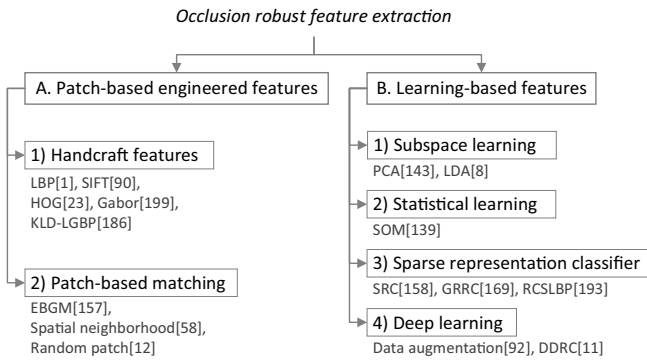 Occlusion robust feature extraction
A. Patch-based engineered features
1) Handcraft features
LBP[1], SIFT[90],
HOG[23], Gabor[199],
KLD-LGBP[186]
2) Patch-based matching
EBGM[157],
Spatial neighborhood[58],
Random patch[12]
B. Learning-based features
1) Subspace learning
PCA[143], LDA[8]
2) Statistical learning
SOM[139]
3) Sparse representation classifier
SRC[158], GRRC[169], RCSLBP[193]
4) Deep learning
Data augmentation[92], DDRC[11]